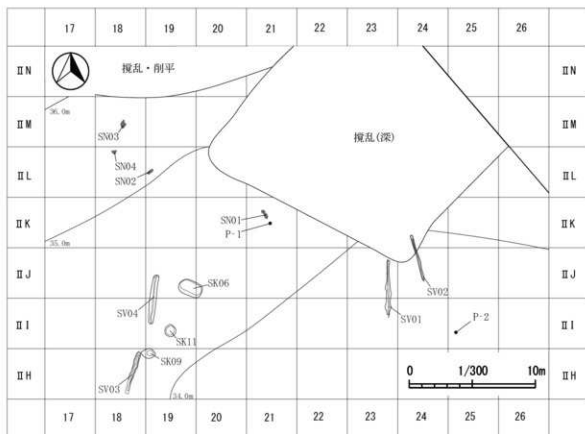 17 18 19 20 21 22 23 24 25 26
ⅡN 撹乱・削平 ⅡN
36.0m
ⅡM SN03 撹乱(深) ⅡM
SN04
ⅡL SN02 ⅡL
SN01
ⅡK P-1 ⅡK
35.0m
ⅡJ SK06 SV02 ⅡJ
SV04 SV01
ⅡI SK11 P-2 ⅡI
SK09
ⅡH SV03 0 1/300 10m ⅡH
34.0m
17 18 19 20 21 22 23 24 25 26